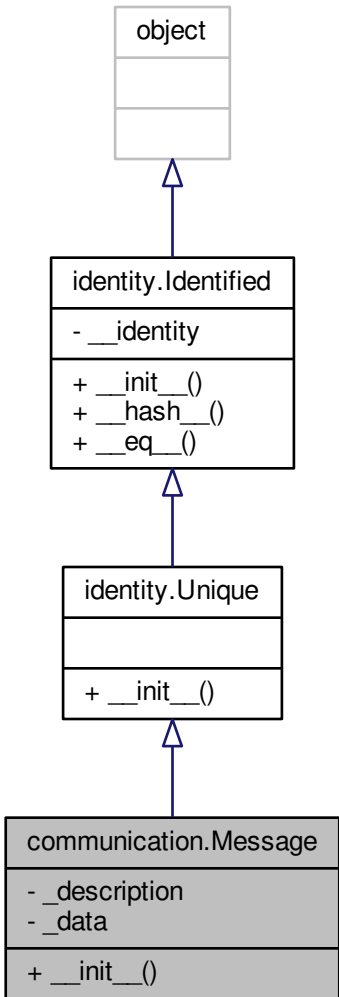 object
identity.Identified
- __identity
+ __init__()
+ __hash__()
+ __eq__()
identity.Unique
+ __init__()
communication.Message
- _description
- _data
+ __init__()